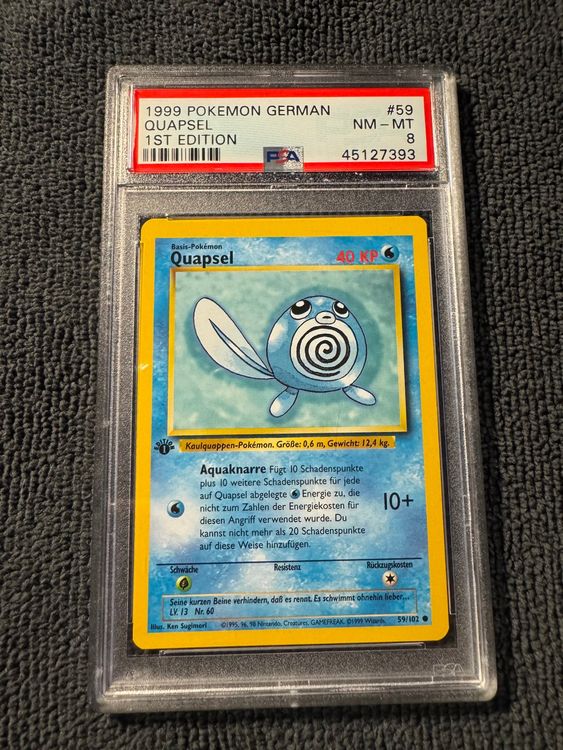 1999 POKEMON GERMAN #59
QUAPSEL NM - MT
1ST EDITION 8
PSA 45127393
Basis-Pokémon
Quapsel 40 KP
EDITION
1
Kaulquappen-Pokémon. Größe: 0,6 m, Gewicht: 12,4 kg.
Aquaknarre Fügt 10 Schadenspunkte
plus 10 weitere Schadenspunkte für jede
auf Quapsel abgelegte Energie zu, die
nicht zum Zahlen der Energiekosten für
diesen Angriff verwendet wurde. Du
kannst nicht mehr als 20 Schadenspunkte
auf diese Weise hinzufügen.
10+
Schwäche Resistenz Rückzugskosten
Seine kurzen Beine verhindern, daß es rennt. Es schwimmt ohnehin lieber...
LV. 13 Nr. 60
Illus. Ken Sugimori ©1995, 96, 98 Nintendo, Creatures, GAMEFREAK. ©1999 Wizards. 59/102
PSA